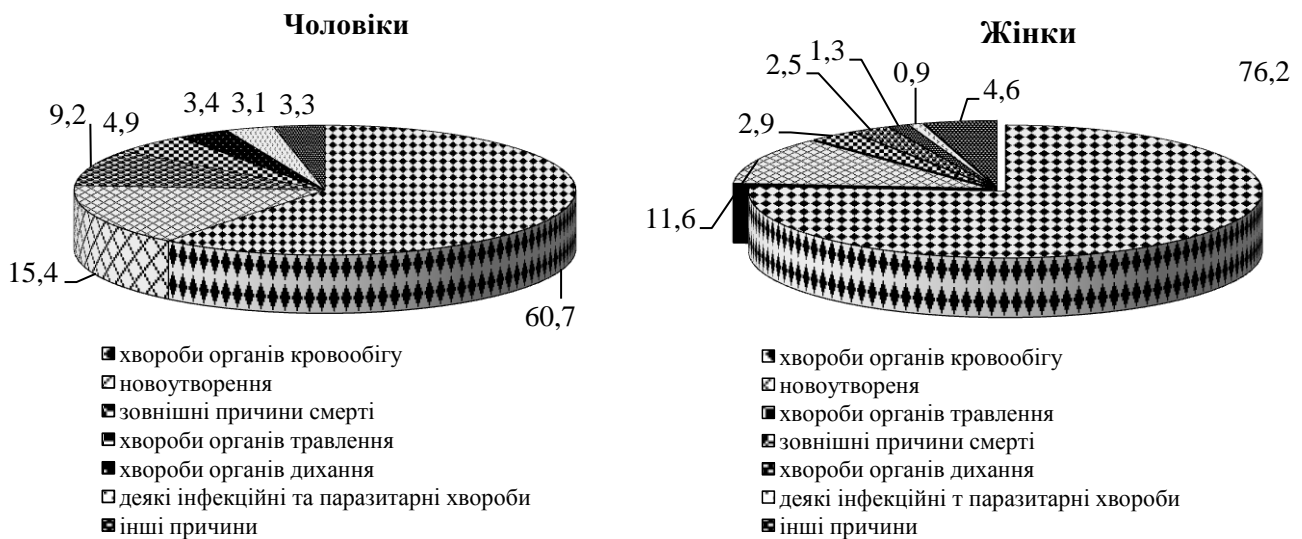 Чоловіки
9,2
4,9
3,4
3,1
3,3
15,4
60,7
хвороби органів кровообігу
новоутворення
зовнішні причини смерті
хвороби органів травлення
хвороби органів дихання
деякі інфекційні та паразитарні хвороби
інші причини
Жінки
76,2
2,5
1,3
0,9
4,6
2,9
11,6
хвороби органів кровообігу
новоутвореня
хвороби органів травлення
зовнішні причини смерті
хвороби органів дихання
деякі інфекційні т паразитарні хвороби
інші причини